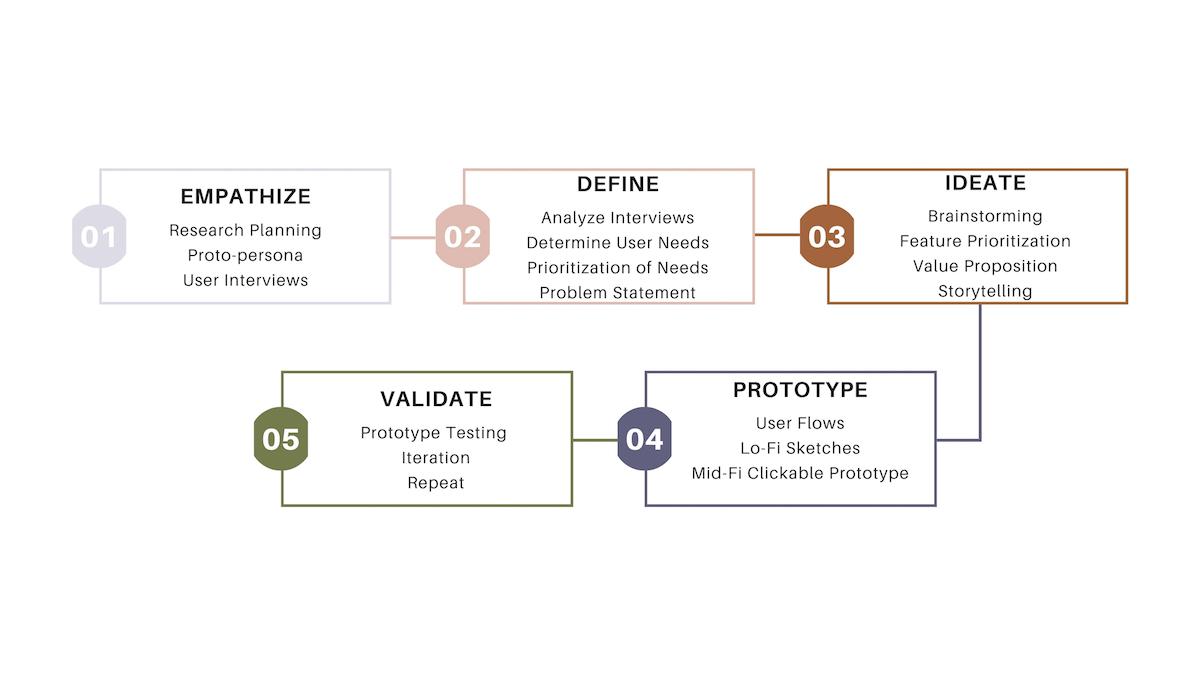 01
EMPATHIZE
Research Planning
Proto-persona
User Interviews
02
DEFINE
Analyze Interviews
Determine User Needs
Prioritization of Needs
Problem Statement
03
IDEATE
Brainstorming
Feature Prioritization
Value Proposition
Storytelling
04
PROTOTYPE
User Flows
Lo-Fi Sketches
Mid-Fi Clickable Prototype
05
VALIDATE
Prototype Testing
Iteration
Repeat